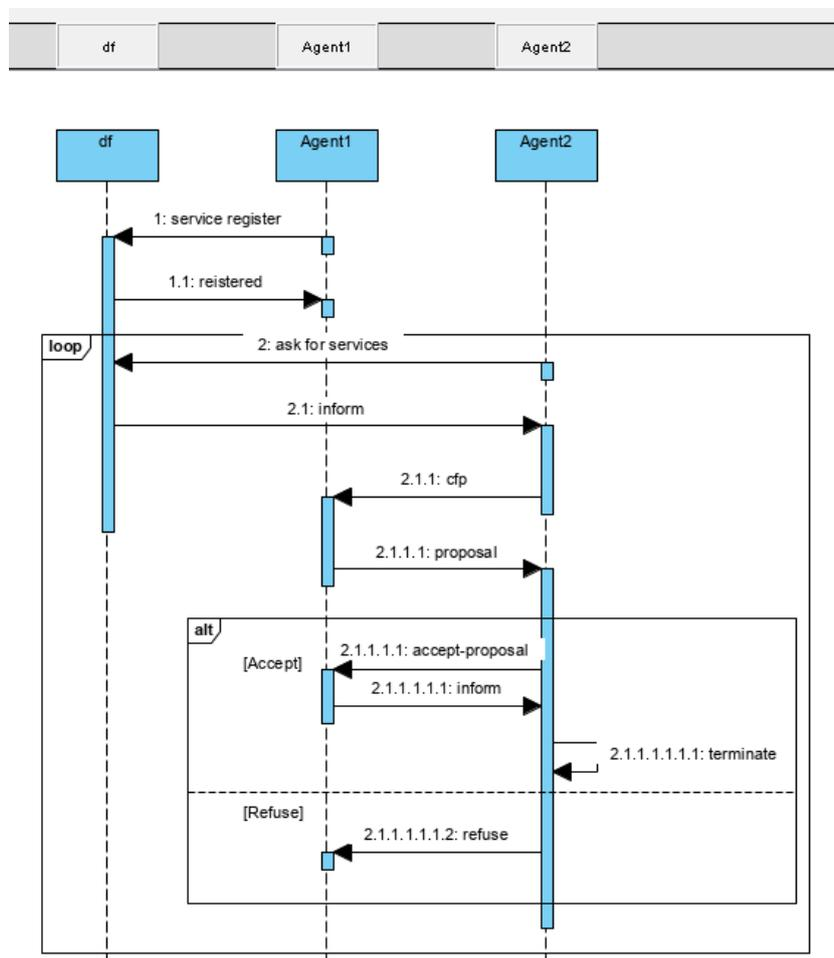 df Agent1 Agent2
df Agent1 Agent2
1: service register
1.1: reistered
loop
2: ask for services
2.1: inform
2.1.1: cfp
2.1.1.1: proposal
alt
2.1.1.1.1: accept-proposal
[Accept]
2.1.1.1.1.1: inform
2.1.1.1.1.1.1: terminate
[Refuse]
2.1.1.1.1.1.2: refuse